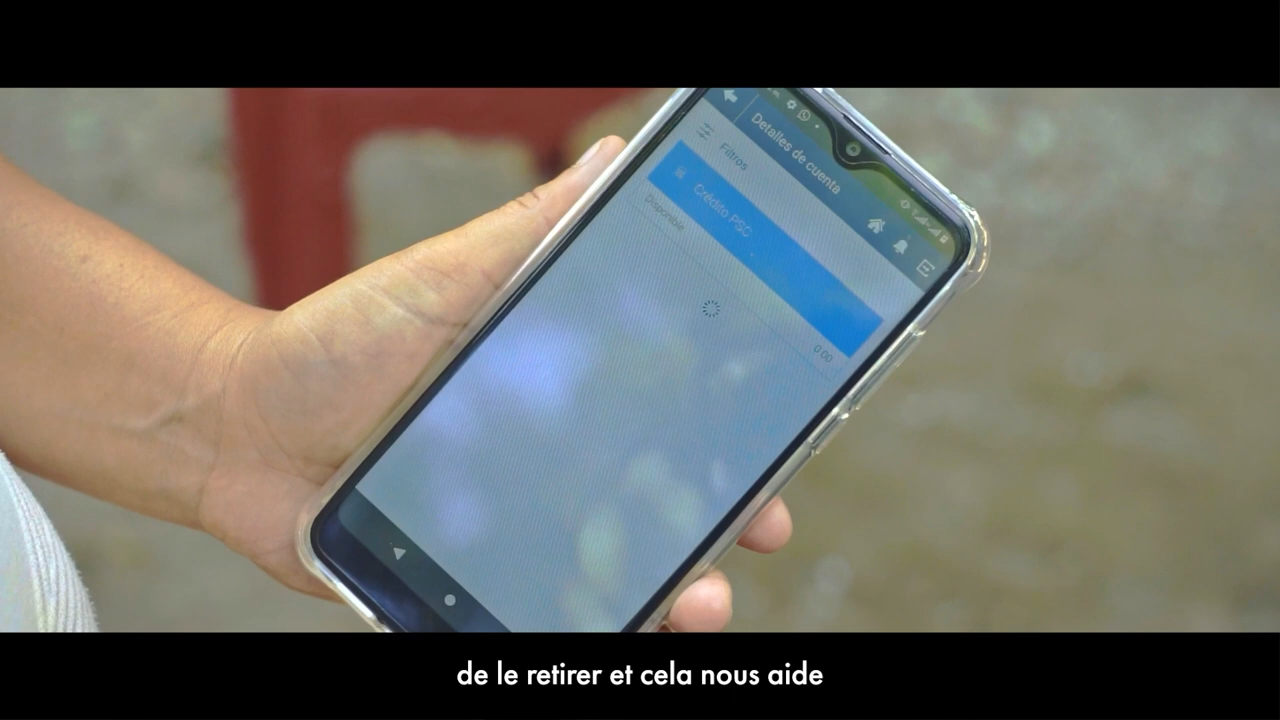 Detalles de cuenta
Filtros
Crédito PSC
Disponible
0.00
de le retirer et cela nous aide